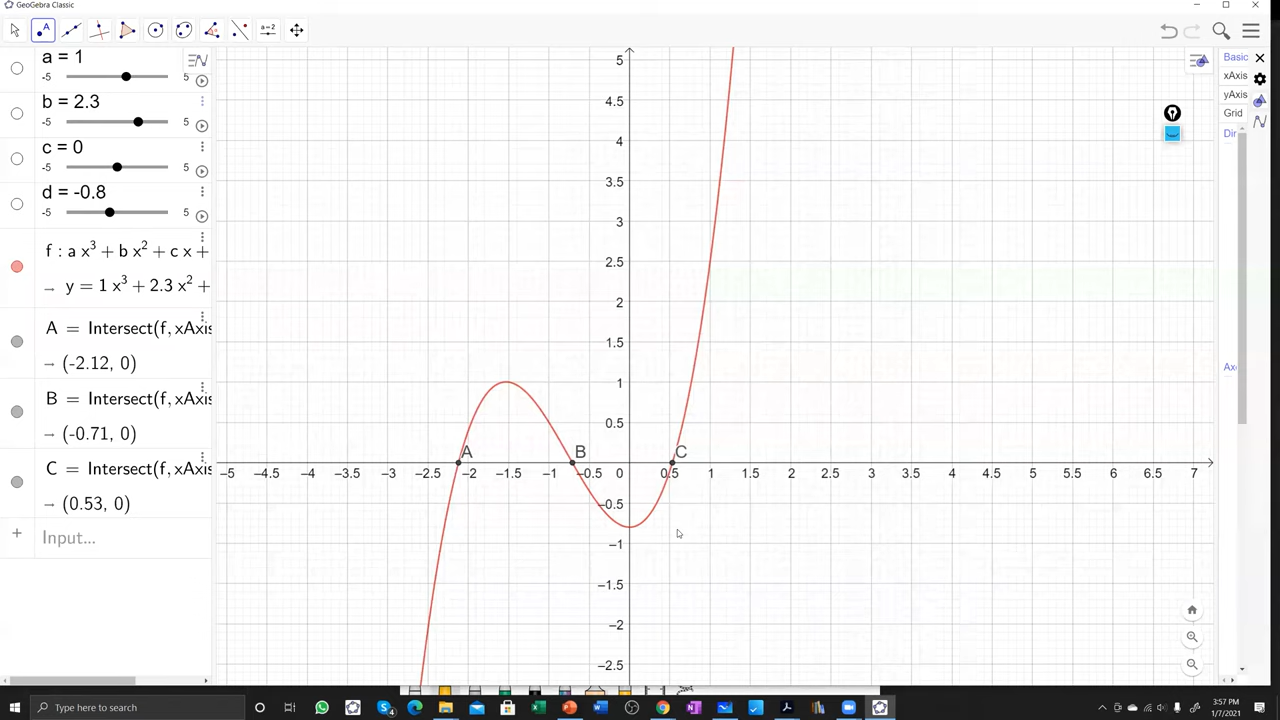 GeoGebra Classic
a = 1
-5
5
b = 2.3
-5
5
c = 0
-5
5
d = -0.8
-5
5
f : a x³ + b x² + c x +
→ y = 1 x³ + 2.3 x² +
A = Intersect(f, xAxis
→ (-2.12, 0)
B = Intersect(f, xAxis
→ (-0.71, 0)
C = Intersect(f, xAxis
→ (0.53, 0)
+ Input...
a=2
5
4.5
4
3.5
3
2.5
2
1.5
1
0.5
A B C
-5 -4.5 -4 -3.5 -3 -2.5 -2 -1.5 -1 -0.5 0 0.5 1 1.5 2 2.5 3 3.5 4 4.5 5 5.5 6 6.5 7
-0.5
-1
-1.5
-2
-2.5
Basic
xAxis
yAxis
Grid
Dir
Axe
Type here to search
3:57 PM
1/7/2021